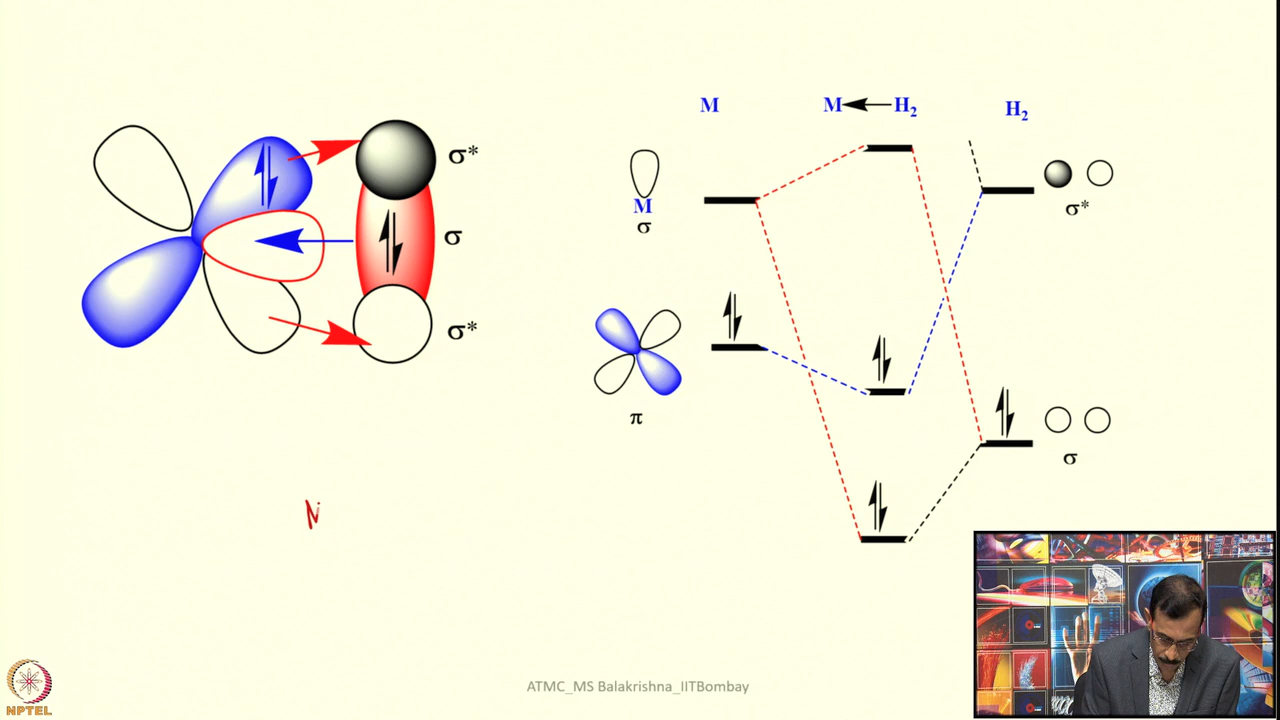 M
M H₂
H₂
σ*
σ
σ*
M
σ
π
σ*
σ
N
NPTEL
ATMC_MS Balakrishna_IITBombay